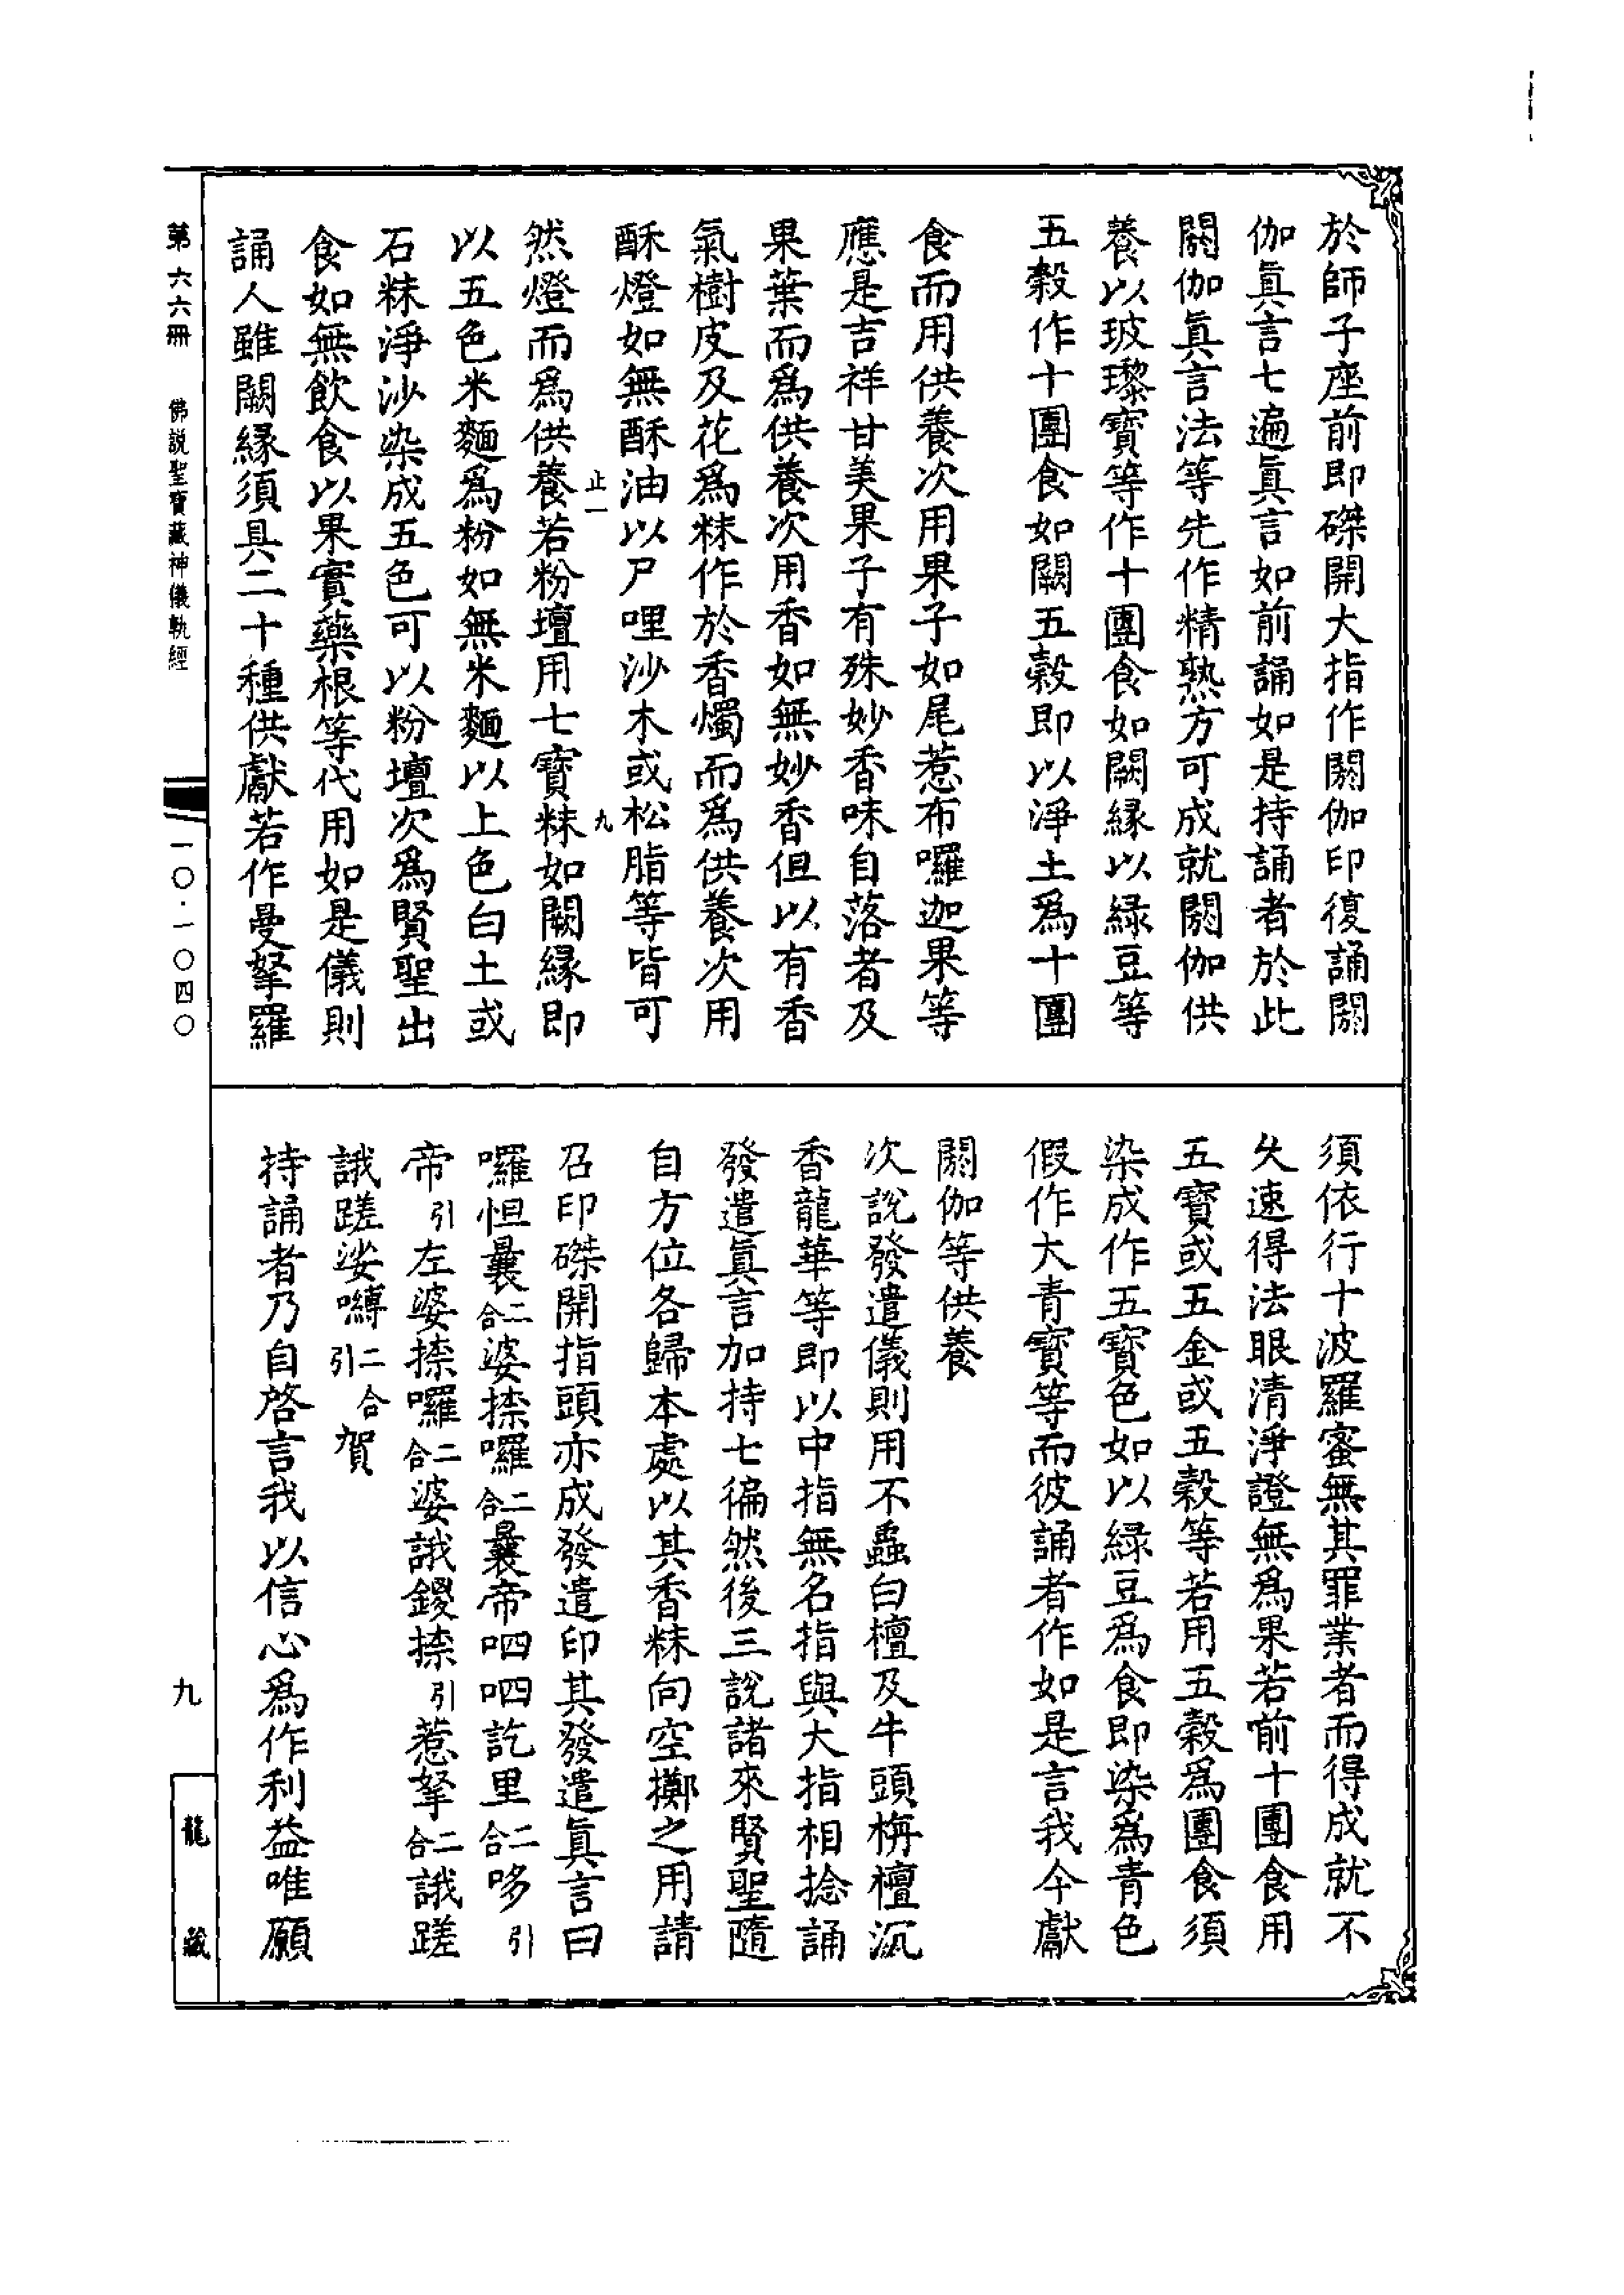 於師子座前即磔開大指作閼伽印復誦閼
伽眞言七遍眞言如前誦如是持誦者於此
閼伽眞言法等先作精熟方可成就閼伽供
養以玻瓈寳等作十團食如闕緣以綠豆等
五榖作十團食如闕五穀即以淨土爲十團
食而用供養次用果子如尾惹布囉迦果等
應是吉祥甘美果子有殊妙香味自落者及
果葉而爲供養次用香如無妙香但以有香
氣樹皮及花爲粖作於香燭而爲供養次用
酥燈如無酥油以尸哩沙木或松脂等皆可
止一
九
然燈而爲供養若粉壇用七寳粖如闕緣即
以五色米麵爲粉如無米麵以上色白土或
石粖淨沙染成五色可以粉壇次爲賢聖出
食如無飲食以果實藥根等代用如是儀則
誦人雖闕緣須具二十種供獻若作曼拏羅
須依行十波羅蜜無其罪業者而得成就不
久速得法眼清淨證無爲果若前十團食用
五寳或五金或五穀等若用五穀爲團食須
染成作五寳色如以綠豆爲食即染爲青色
假作大青寳等而彼誦者作如是言我今獻
閼伽等供養
次說發遣儀則用不蟲白檀及牛頭栴檀沉
香龍華等即以中指無名指與大指相捻誦
發遣眞言加持七徧然後三說諸來賢聖隨
自方位各歸本處以其香粖向空擲之用請
召印磔開指頭亦成發遣印其發遣眞言曰
囉怛曩二合婆捺囉二合曩帝呬呬訖里二合哆引
帝引左婆捺囉二合婆誐鑁捺引惹拏二合誐蹉
誐蹉娑嚩二合引賀
持誦者乃自啓言我以信心爲作利益唯願
第六六冊 佛説聖寶藏神儀軌經
一〇·一〇四〇
九
龍藏